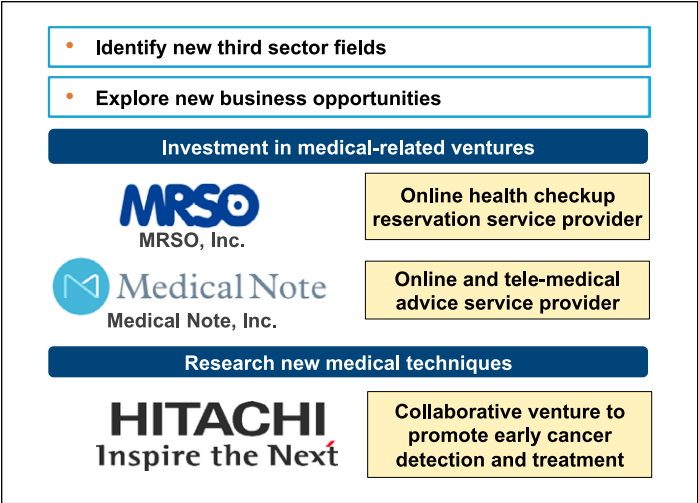 • Identify new third sector fields
• Explore new business opportunities
Investment in medical-related ventures
MRSO
MRSO, Inc.
Online health checkup
reservation service provider
Medical Note
Medical Note, Inc.
Online and tele-medical
advice service provider
Research new medical techniques
HITACHI
Inspire the Next
Collaborative venture to
promote early cancer
detection and treatment